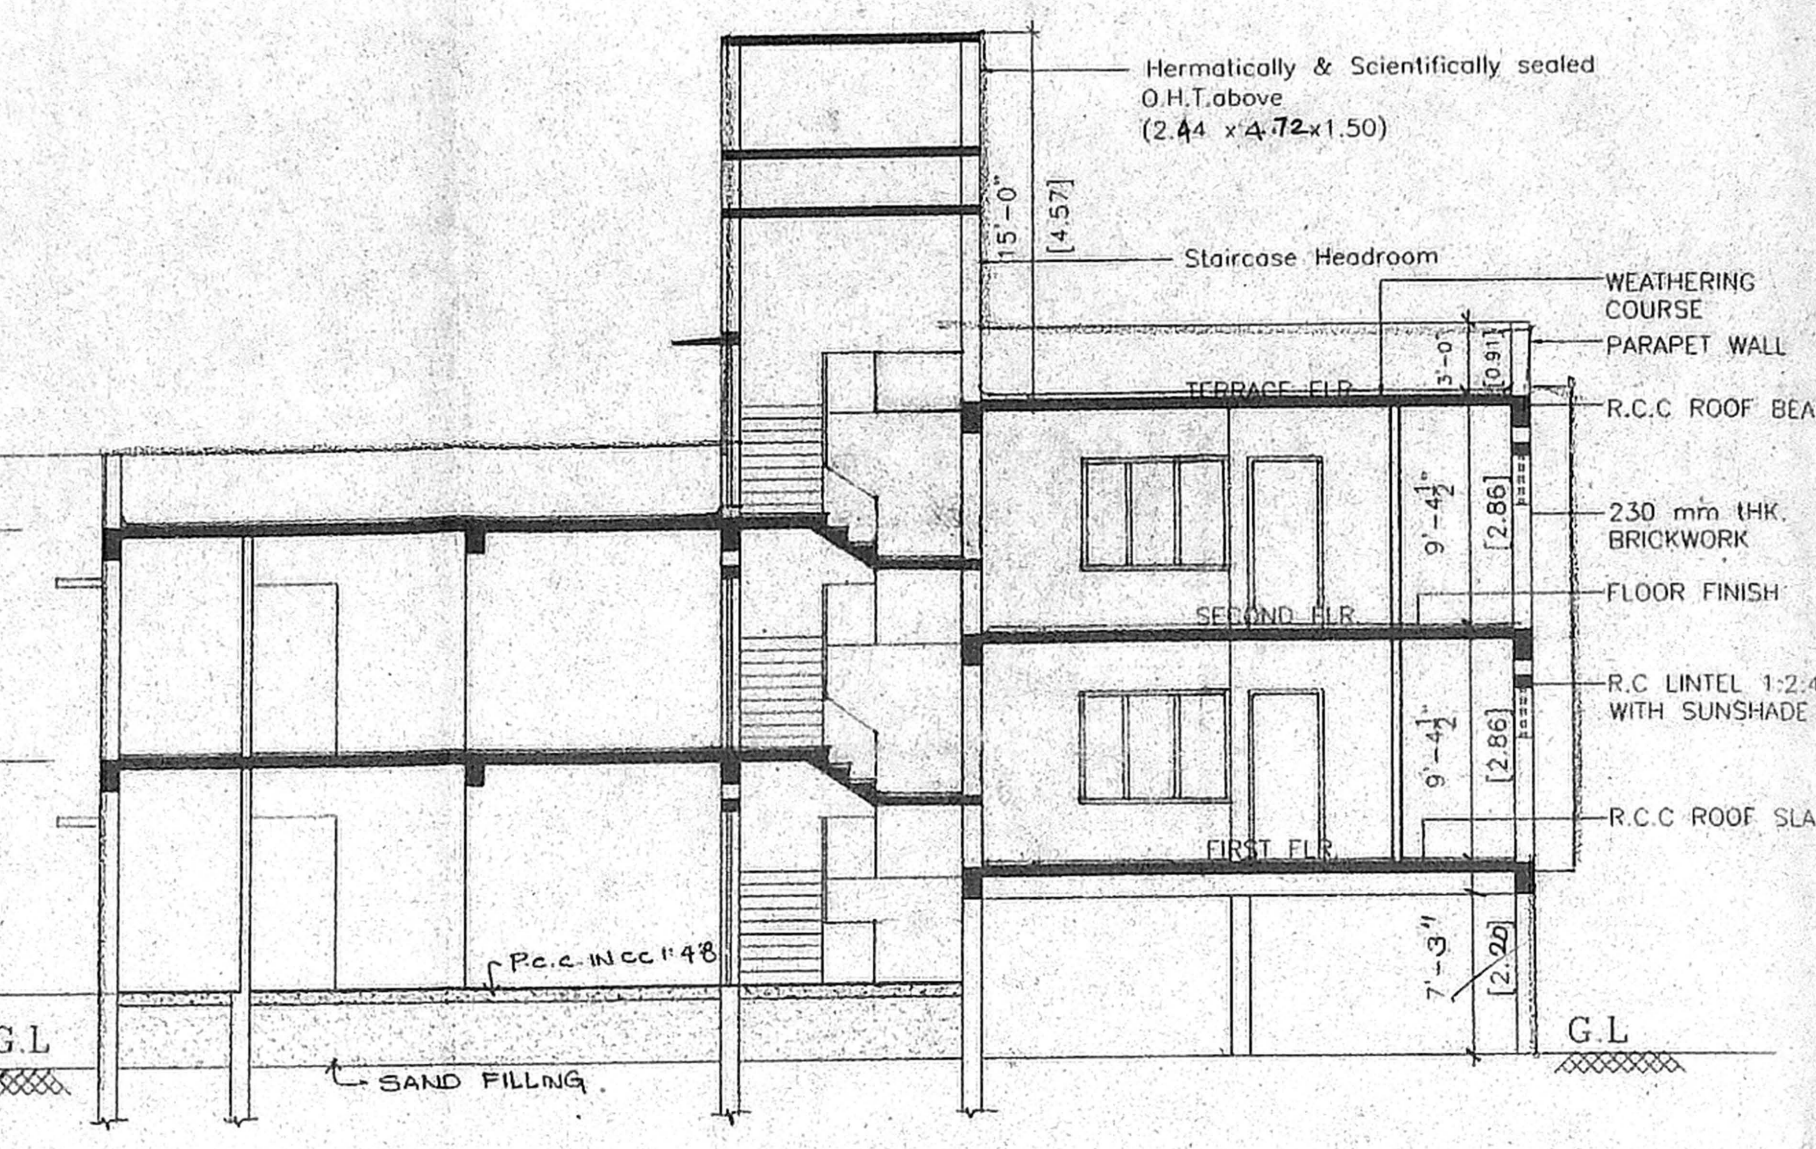 Hermatically & Scientifically sealed
O.H.T.above
(2.44 x 4.72x1.50)
15'-0"
[4.57]
Staircase Headroom
WEATHERING
COURSE
PARAPET WALL
3'-0"
[0.91]
TERRACE FLR.
R.C.C ROOF BEA
9'-4½"
[2.86]
230 mm tHK.
BRICKWORK
FLOOR FINISH
SECOND FLR.
R.C LINTEL 1:2:4
WITH SUNSHADE
9'-4½"
[2.86]
R.C.C ROOF SLA
FIRST FLR.
P.C.C. IN CC 1:4:8
7'-3"
[2.20]
G.L
G.L
SAND FILLING.